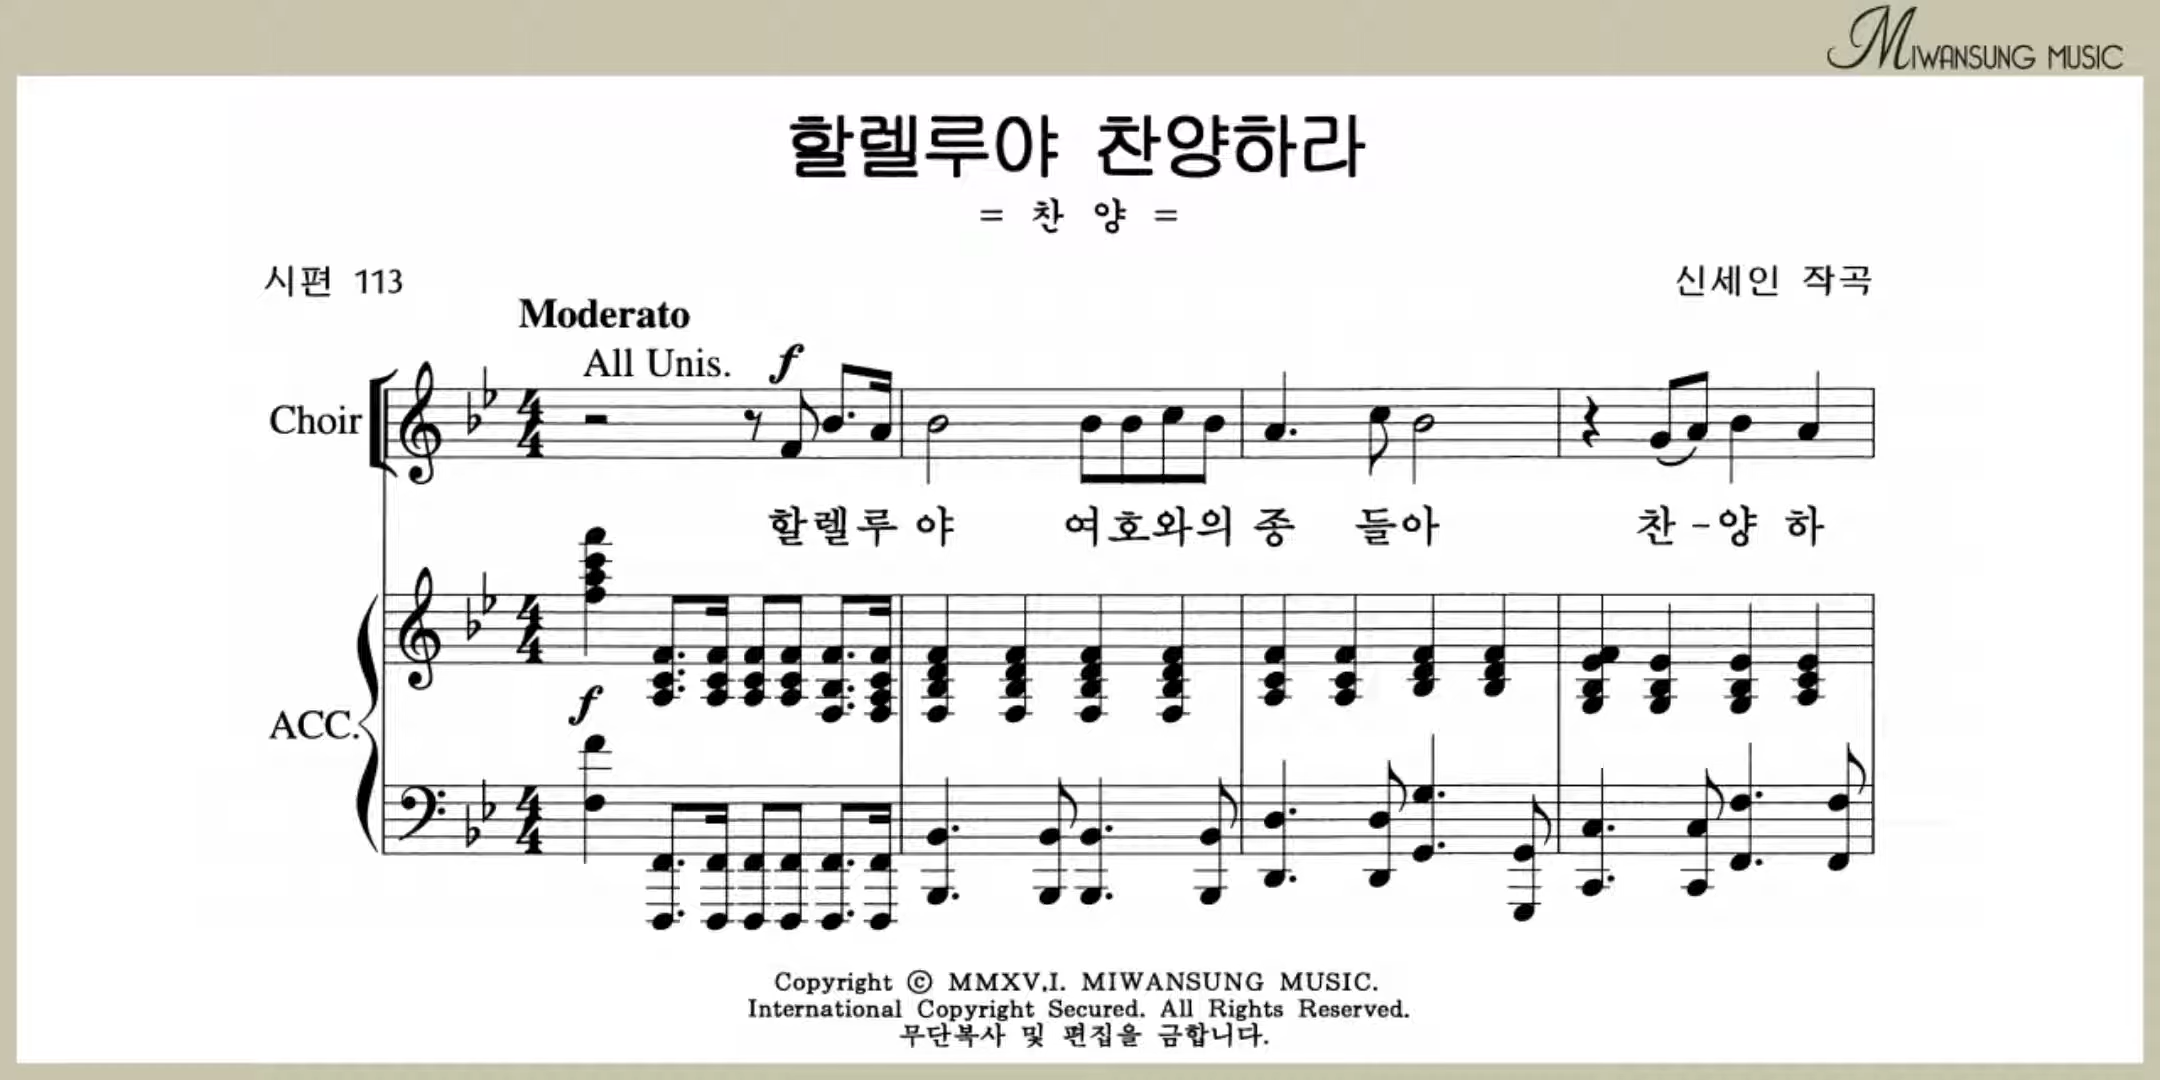 MIWANSUNG MUSIC
할렐루야 찬양하라
= 찬 양 =
시편 113
신세인 작곡
Moderato
All Unis. f
Choir
할렐루 야 여호와의 종 들아 찬 - 양 하
f
ACC.
Copyright © MMXV.I. MIWANSUNG MUSIC.
International Copyright Secured. All Rights Reserved.
무단복사 및 편집을 금합니다.